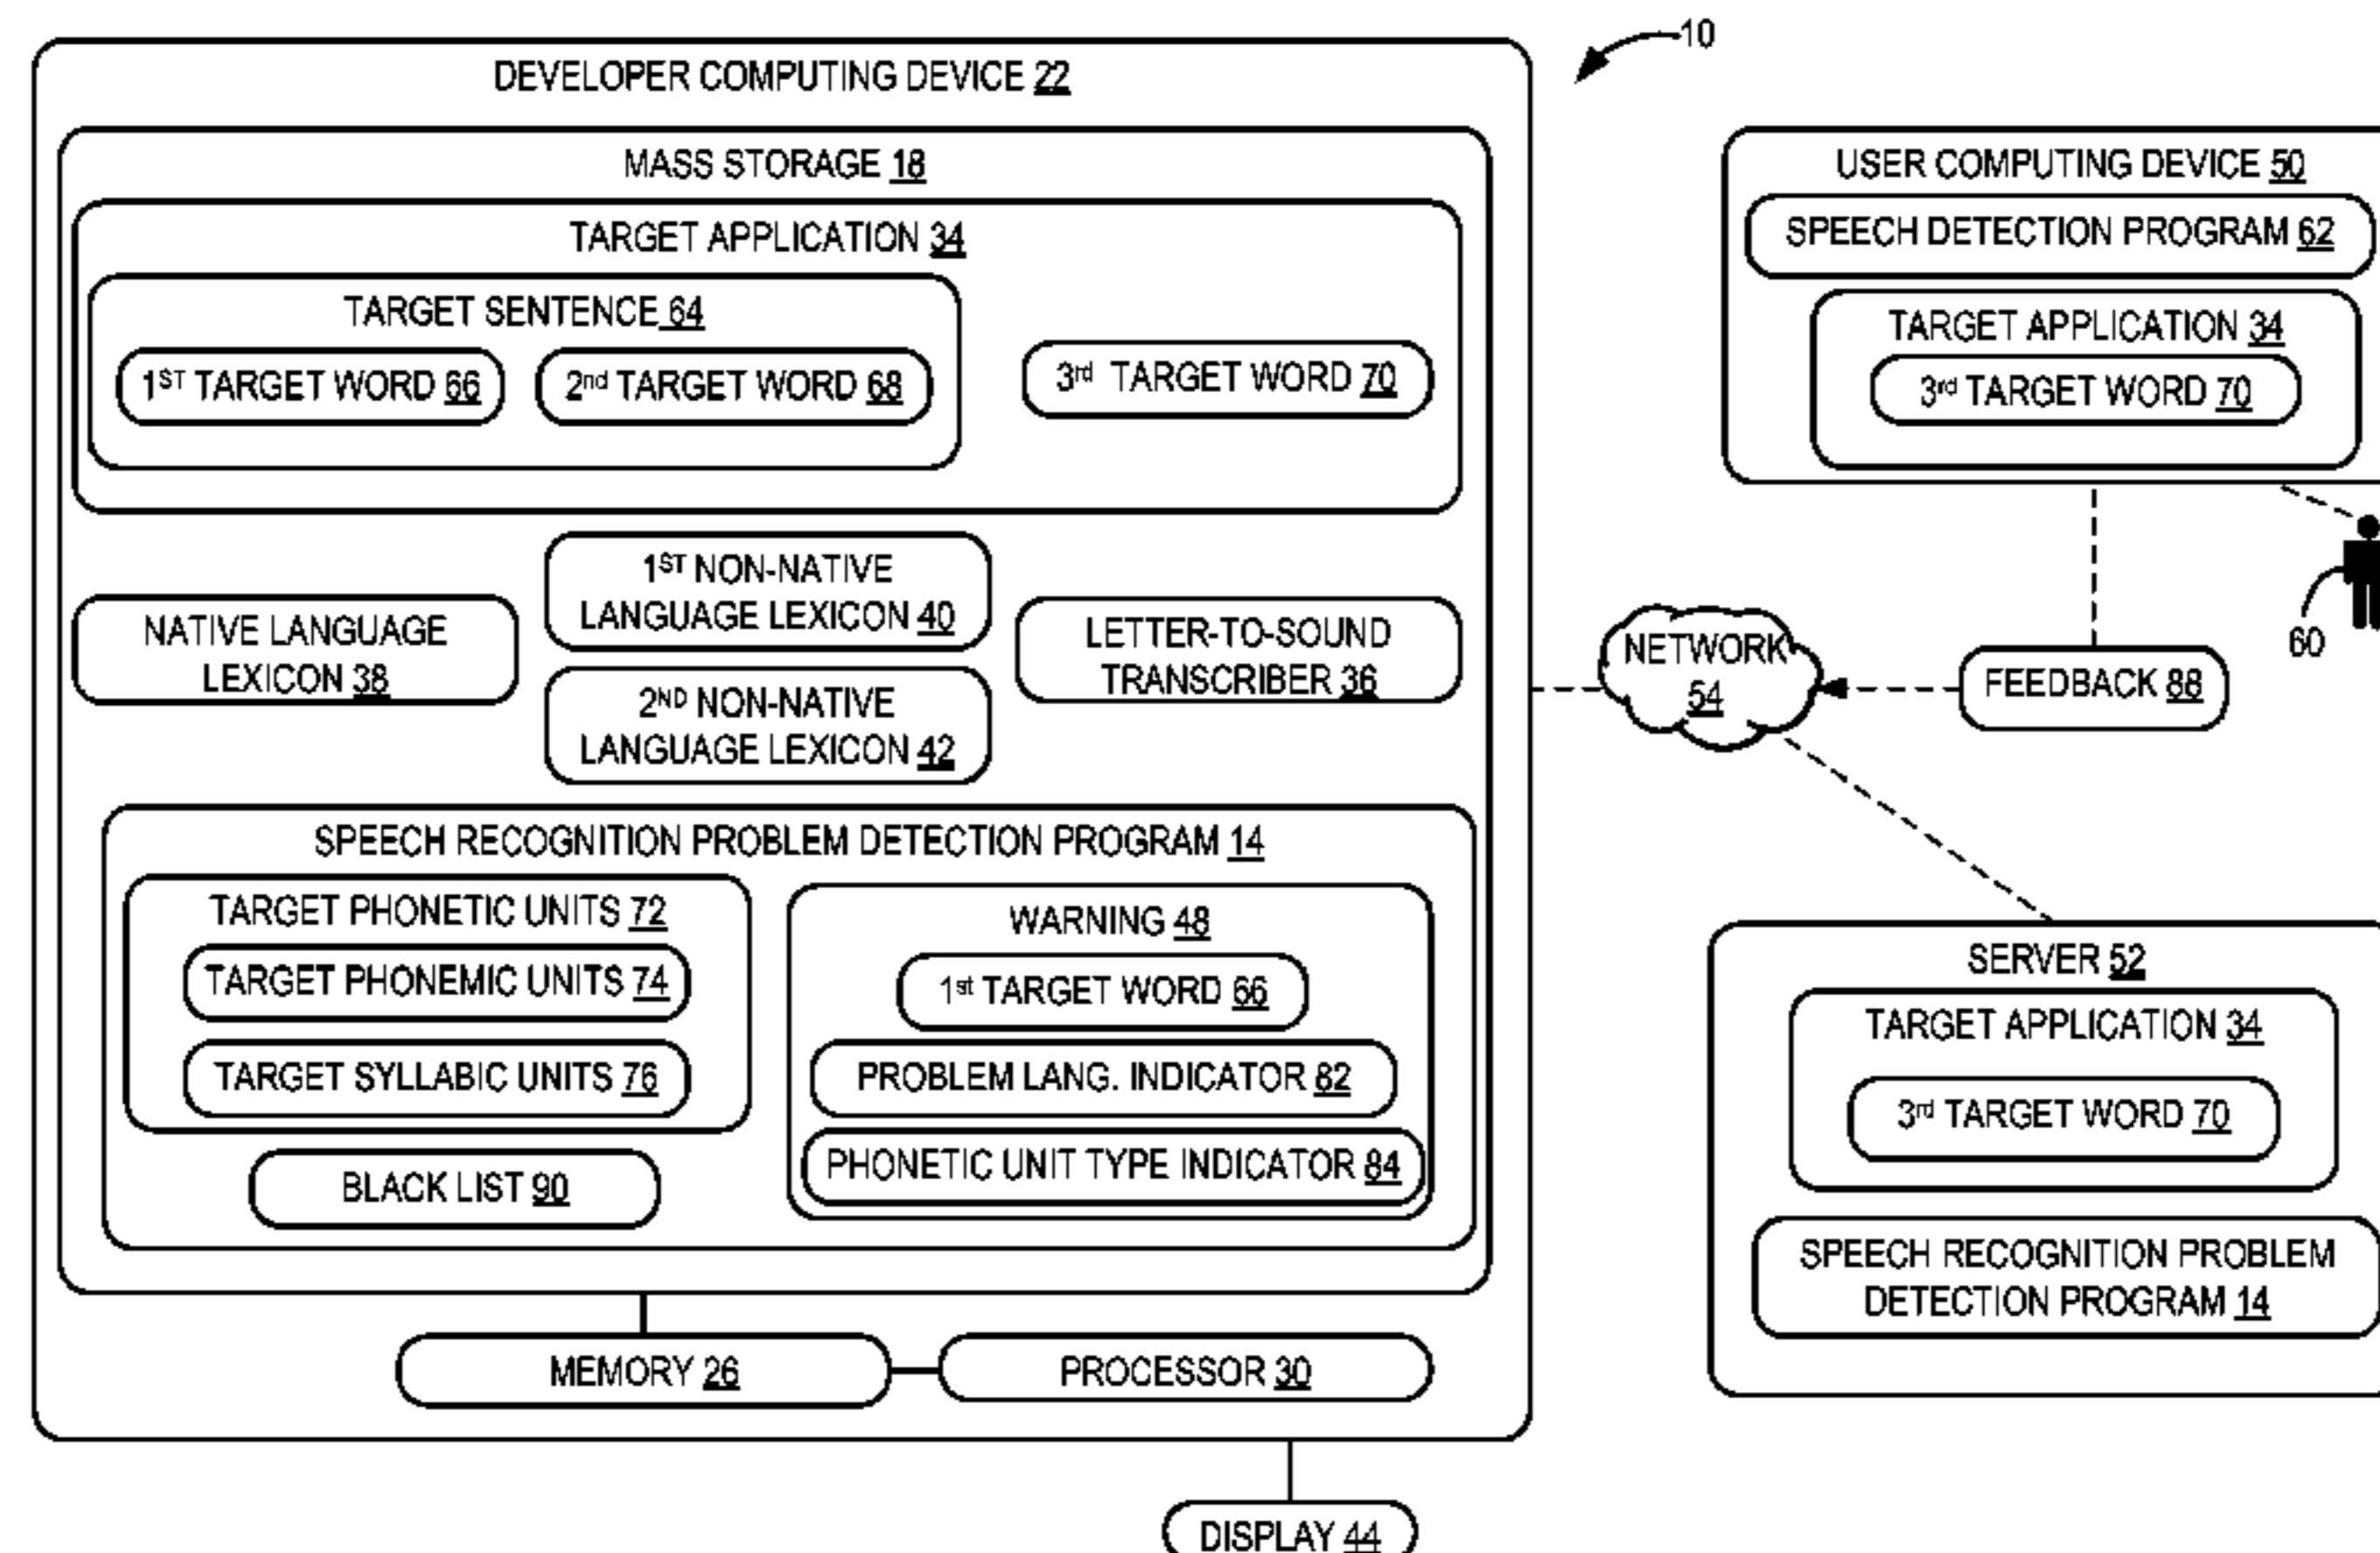 10
DEVELOPER COMPUTING DEVICE 22
MASS STORAGE 18
TARGET APPLICATION 34
TARGET SENTENCE 64
1ST TARGET WORD 66
2nd TARGET WORD 68
3rd TARGET WORD 70
NATIVE LANGUAGE
LEXICON 38
1ST NON-NATIVE
LANGUAGE LEXICON 40
2ND NON-NATIVE
LANGUAGE LEXICON 42
LETTER-TO-SOUND
TRANSCRIBER 36
SPEECH RECOGNITION PROBLEM DETECTION PROGRAM 14
TARGET PHONETIC UNITS 72
TARGET PHONEMIC UNITS 74
TARGET SYLLABIC UNITS 76
BLACK LIST 90
WARNING 48
1st TARGET WORD 66
PROBLEM LANG. INDICATOR 82
PHONETIC UNIT TYPE INDICATOR 84
MEMORY 26
PROCESSOR 30
DISPLAY 44
USER COMPUTING DEVICE 50
SPEECH DETECTION PROGRAM 62
TARGET APPLICATION 34
3rd TARGET WORD 70
60
NETWORK
54
FEEDBACK 88
SERVER 52
TARGET APPLICATION 34
3rd TARGET WORD 70
SPEECH RECOGNITION PROBLEM
DETECTION PROGRAM 14